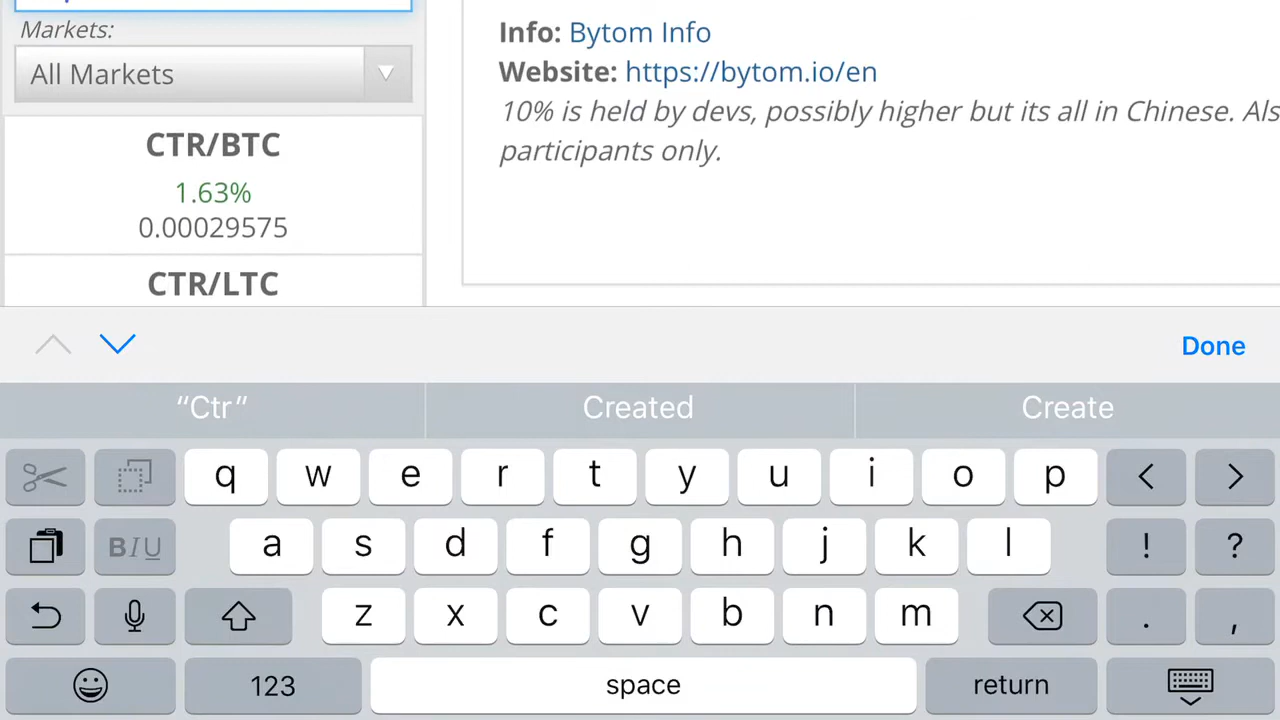 Markets:
All Markets
CTR/BTC
1.63%
0.00029575
CTR/LTC
Info: Bytom Info
Website: https://bytom.io/en
10% is held by devs, possibly higher but its all in Chinese. Als
participants only.
Done
“Ctr”
Created
Create
q w e r t y u i o p < >
BIU a s d f g h j k l ! ?
z x c v b n m . ,
123 space return